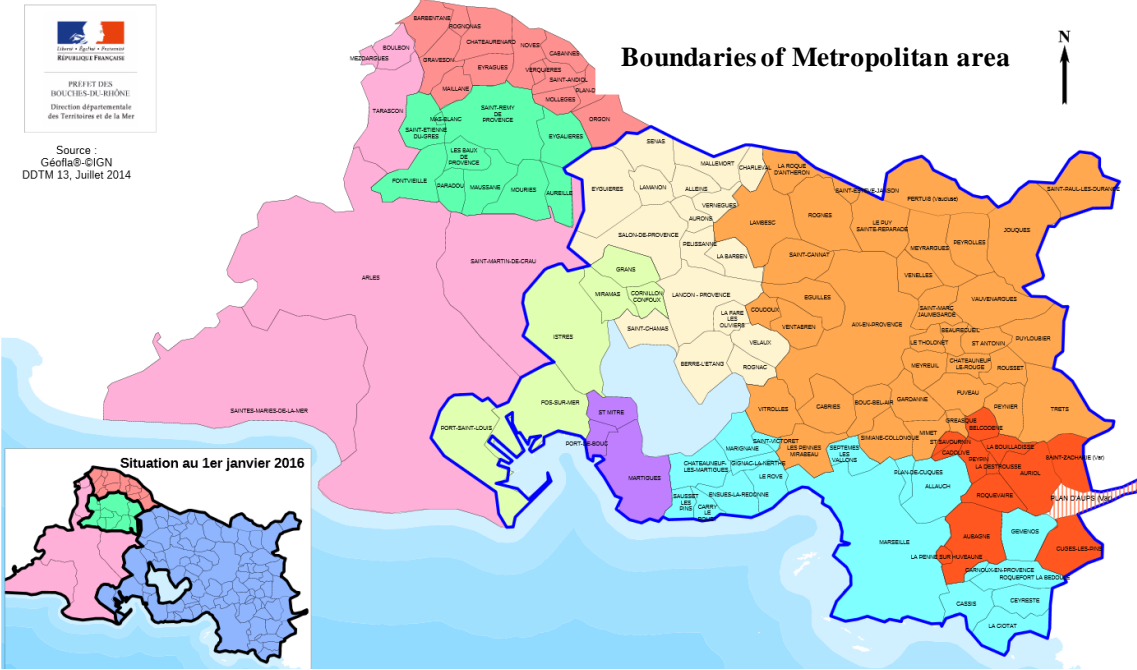 Boundaries of Metropolitan area
N
Liberté • Égalité • Fraternité
RÉPUBLIQUE FRANÇAISE
PREFET DES
BOUCHES-DU-RHÔNE
Direction départementale
des Territoires et de la Mer
Source :
Géofla®-©IGN
DDTM 13, Juillet 2014
BARBENTANE
ROGNONAS
CHATEAURENARD
NOVES
CABANNES
BOULBON
MEZOARGUES
GRAVESON
EYRAGUES
VERQUIERES
SAINT-ANDIOL
PLAN-D
MAILLANE
MOLLEGES
ORGON
TARASCON
SAINT-REMY
DE
PROVENCE
MAS-BLANC
SAINT-ETIENNE
DU-GRES
EYGALIERES
LES BAUX
DE
PROVENCE
FONTVIEILLE
PARADOU
MAUSSANE
MOURIES
AUREILLE
ARLES
SAINT-MARTIN-DE-CRAU
SAINTES-MARIES-DE-LA-MER
SENAS
MALLEMORT
CHARLEVAL
EYGUIERES
LAMANON
ALLEINS
VERNEGUES
AURONS
SALON-DE-PROVENCE
PELISSANNE
LA BARBEN
GRANS
MIRAMAS
CORNILLON
CONFOUX
LANCON - PROVENCE
SAINT-CHAMAS
LA FARE
LES
OLIVIERS
COUDOUX
VENTABREN
VELAUX
BERRE-L'ETANG
ROGNAC
ISTRES
FOS-SUR-MER
PORT-SAINT-LOUIS
ST MITRE
PORT-DE-BOUC
MARTIGUES
LA ROQUE
D'ANTHERON
SAINT-ESTEVE-JANSON
PERTUIS (Vaucluse)
SAINT-PAUL-LES-DURANCE
LAMBESC
ROGNES
LE PUY
SAINTE-REPARADE
JOUQUES
MEYRARGUES
PEYROLLES
SAINT-CANNAT
VENELLES
EGUILLES
SAINT-MARC
JAUMEGARDE
VAUVENARGUES
AIX-EN-PROVENCE
BEAURECUEIL
LE THOLONET
ST ANTONIN
PUYLOUBIER
MEYREUIL
CHATEAUNEUF
LE-ROUGE
ROUSSET
VITROLLES
CABRIES
BOUC-BEL-AIR
GARDANNE
FUVEAU
PEYNIER
TRETS
SIMIANE-COLLONGUE
MIMET
GREASQUE
BELCODENE
ST SAVOURNIN
CADOLIVE
LA BOUILLADISSE
PEYPIN
LA DESTROUSSE
SAINT-ZACHARIE (Var)
AURIOL
SAINT-VICTORET
MARIGNANE
LES PENNES
MIRABEAU
SEPTEMES
LES
VALLONS
CHATEAUNEUF-
LES-MARTIGUES
GIGNAC-LA-NERTHE
LE ROVE
SAUSSET
LES
PINS
ENSUES-LA-REDONNE
CARRY
LE
PLAN-DE-CUQUES
ALLAUCH
ROQUEVAIRE
PLAN D'AUPS (Var)
MARSEILLE
AUBAGNE
GEMENOS
LA PENNE SUR HUVEAUNE
CUGES-LES-PINS
CARNOUX-EN-PROVENCE
ROQUEFORT LA BEDOULE
CASSIS
CEYRESTE
LA CIOTAT
Situation au 1er janvier 2016